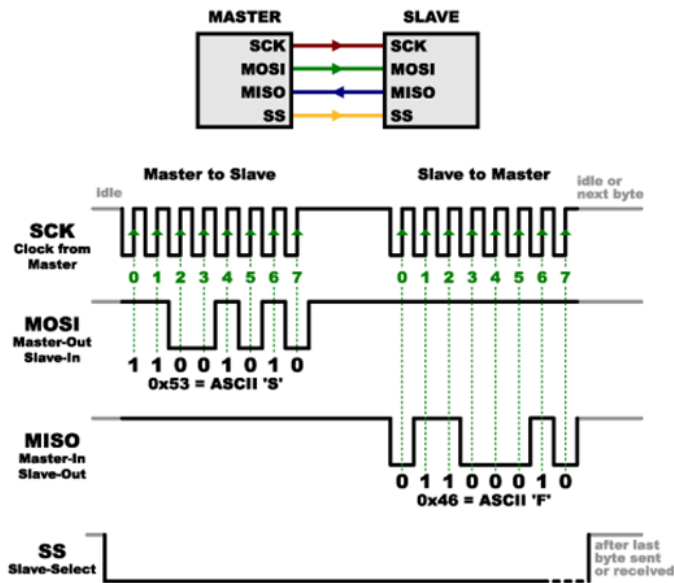 MASTER SLAVE
SCK SCK
MOSI MOSI
MISO MISO
SS SS
Master to Slave Slave to Master
idle
idle or
next byte
SCK
Clock from
Master
0 1 2 3 4 5 6 7 0 1 2 3 4 5 6 7
MOSI
Master-Out
Slave-In
1 1 0 0 1 0 1 0
0x53 = ASCII 'S'
MISO
Master-In
Slave-Out
0 1 1 0 0 0 1 0
0x46 = ASCII 'F'
SS
Slave-Select
after last
byte sent
or received